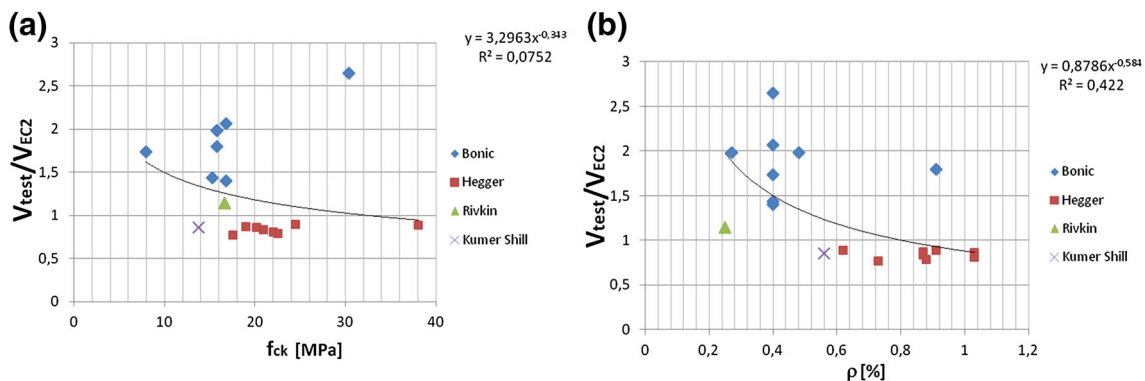 (a)
y = 3,2963x^-0,343
R² = 0,0752
Vtest/VEC2
3
2,5
2
1,5
1
0,5
0
0 10 20 30 40
fck [MPa]
Bonic
Hegger
Rivkin
Kumer Shill
(b)
y = 0,8786x^-0,584
R² = 0,422
Vtest/VEC2
3
2,5
2
1,5
1
0,5
0
0 0,2 0,4 0,6 0,8 1 1,2
ρ [%]
Bonic
Hegger
Rivkin
Kumer Shill